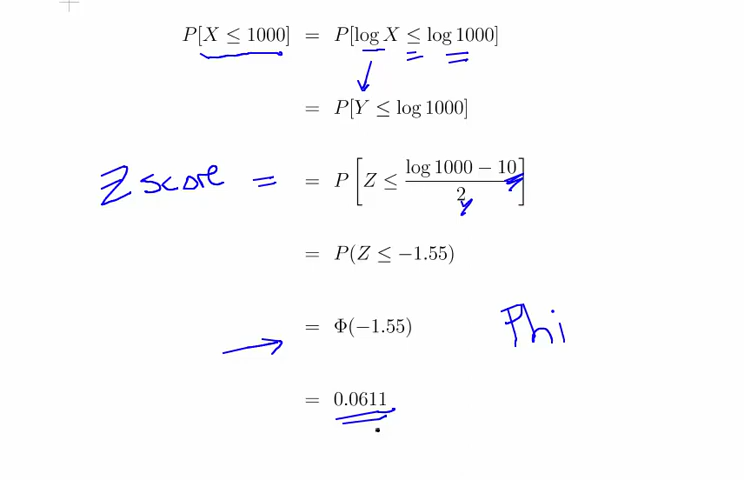 P[X ≤ 1000] = P[log X ≤ log 1000]
= P[Y ≤ log 1000]
Z score = = P[Z ≤ (log 1000 − 10)/2]
= P(Z ≤ −1.55)
= Φ(−1.55) Phi
= 0.0611